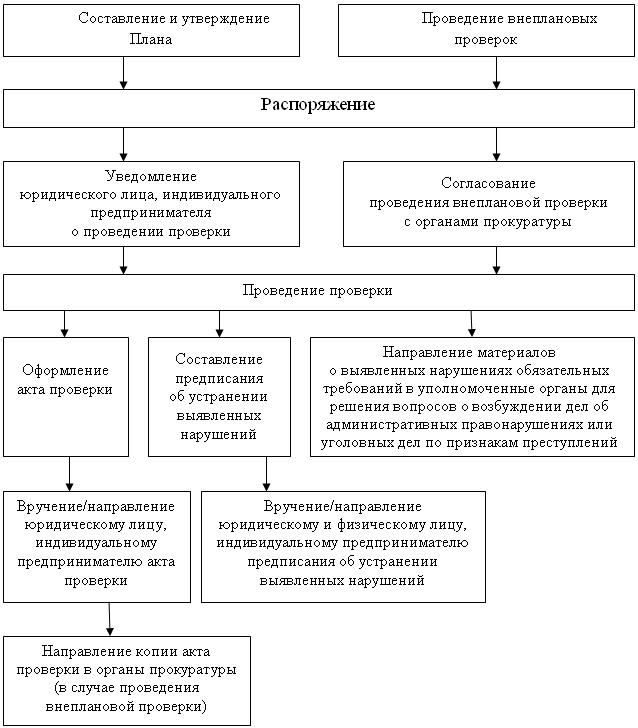 Составление и утверждение
Плана
Проведение внеплановых
проверок
Распоряжение
Уведомление
юридического лица, индивидуального
предпринимателя
о проведении проверки
Согласование
проведения внеплановой проверки
с органами прокуратуры
Проведение проверки
Оформление
акта проверки
Составление
предписания
об устранении
выявленных
нарушений
Направление материалов
о выявленных нарушениях обязательных
требований в уполномоченные органы для
решения вопросов о возбуждении дел об
административных правонарушениях или
уголовных дел по признакам преступлений
Вручение/направление
юридическому лицу,
индивидуальному
предпринимателю акта
проверки
Вручение/направление
юридическому и физическому лицу,
индивидуальному предпринимателю
предписания об устранении
выявленных нарушений
Направление копии акта
проверки в органы прокуратуры
(в случае проведения
внеплановой проверки)